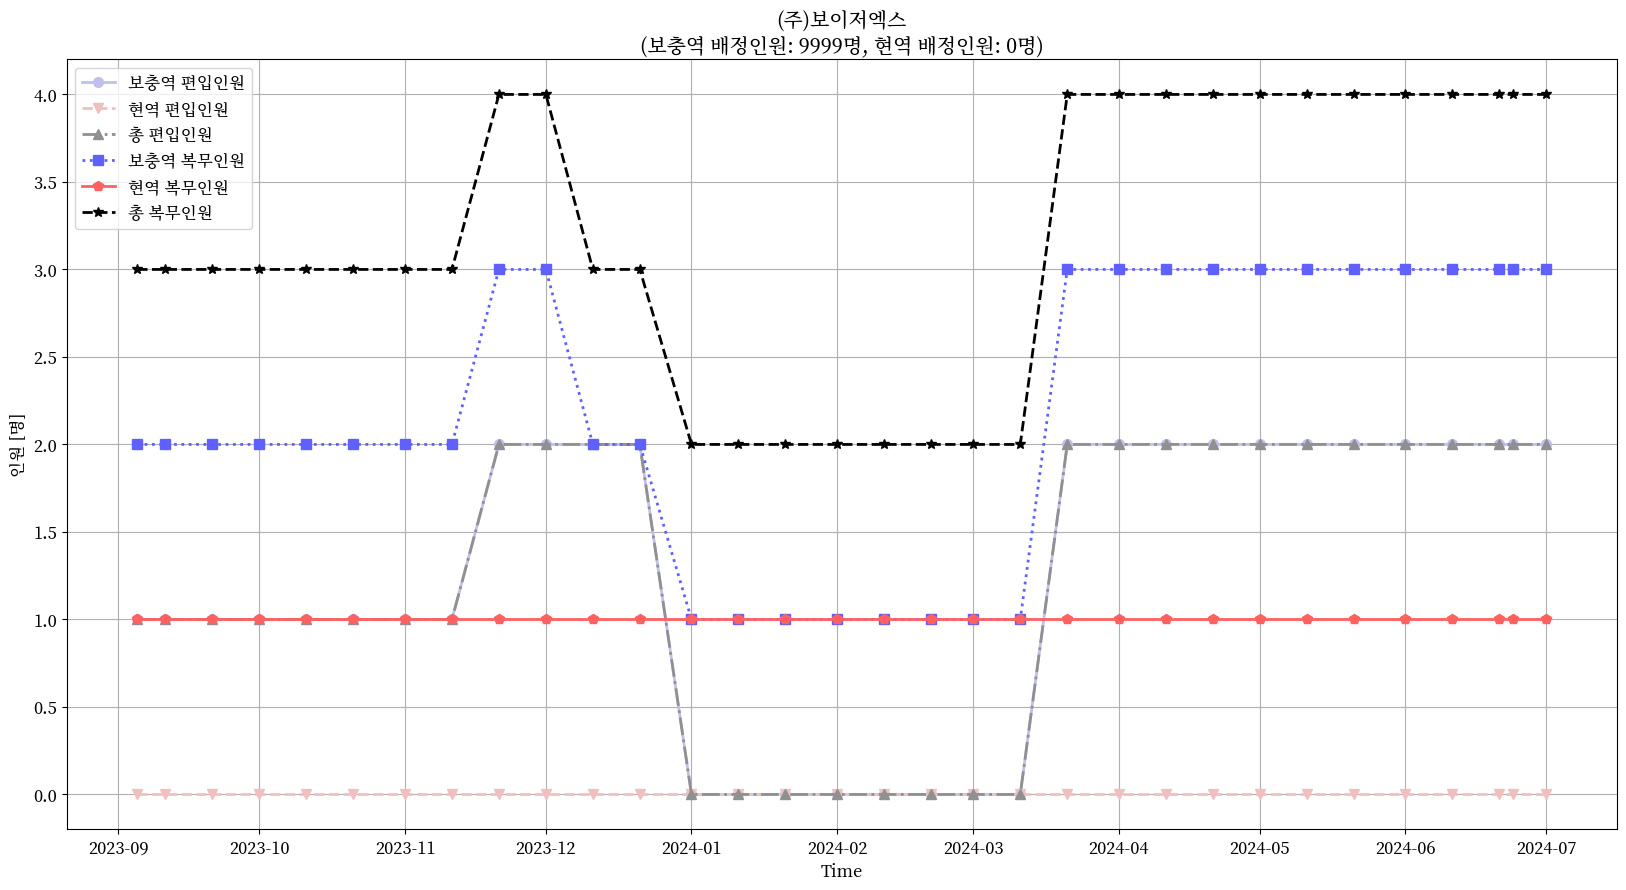 (주)보이저엑스
(보충역 배정인원: 9999명, 현역 배정인원: 0명)
보충역 편입인원
현역 편입인원
총 편입인원
보충역 복무인원
현역 복무인원
총 복무인원
4.0
3.5
3.0
2.5
2.0
1.5
1.0
0.5
0.0
인원 [명]
2023-09 2023-10 2023-11 2023-12 2024-01 2024-02 2024-03 2024-04 2024-05 2024-06 2024-07
Time